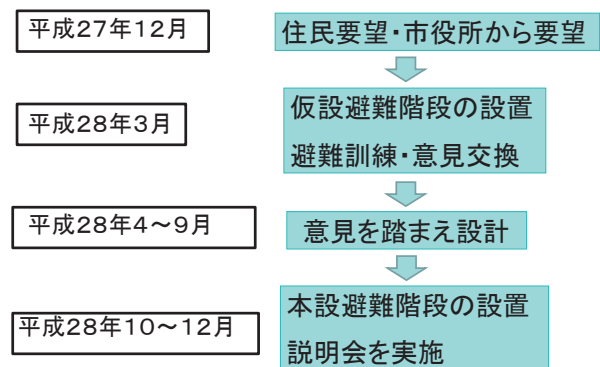 平成27年12月
住民要望・市役所から要望
平成28年3月
仮設避難階段の設置
避難訓練・意見交換
平成28年4～9月
意見を踏まえ設計
平成28年10～12月
本設避難階段の設置
説明会を実施